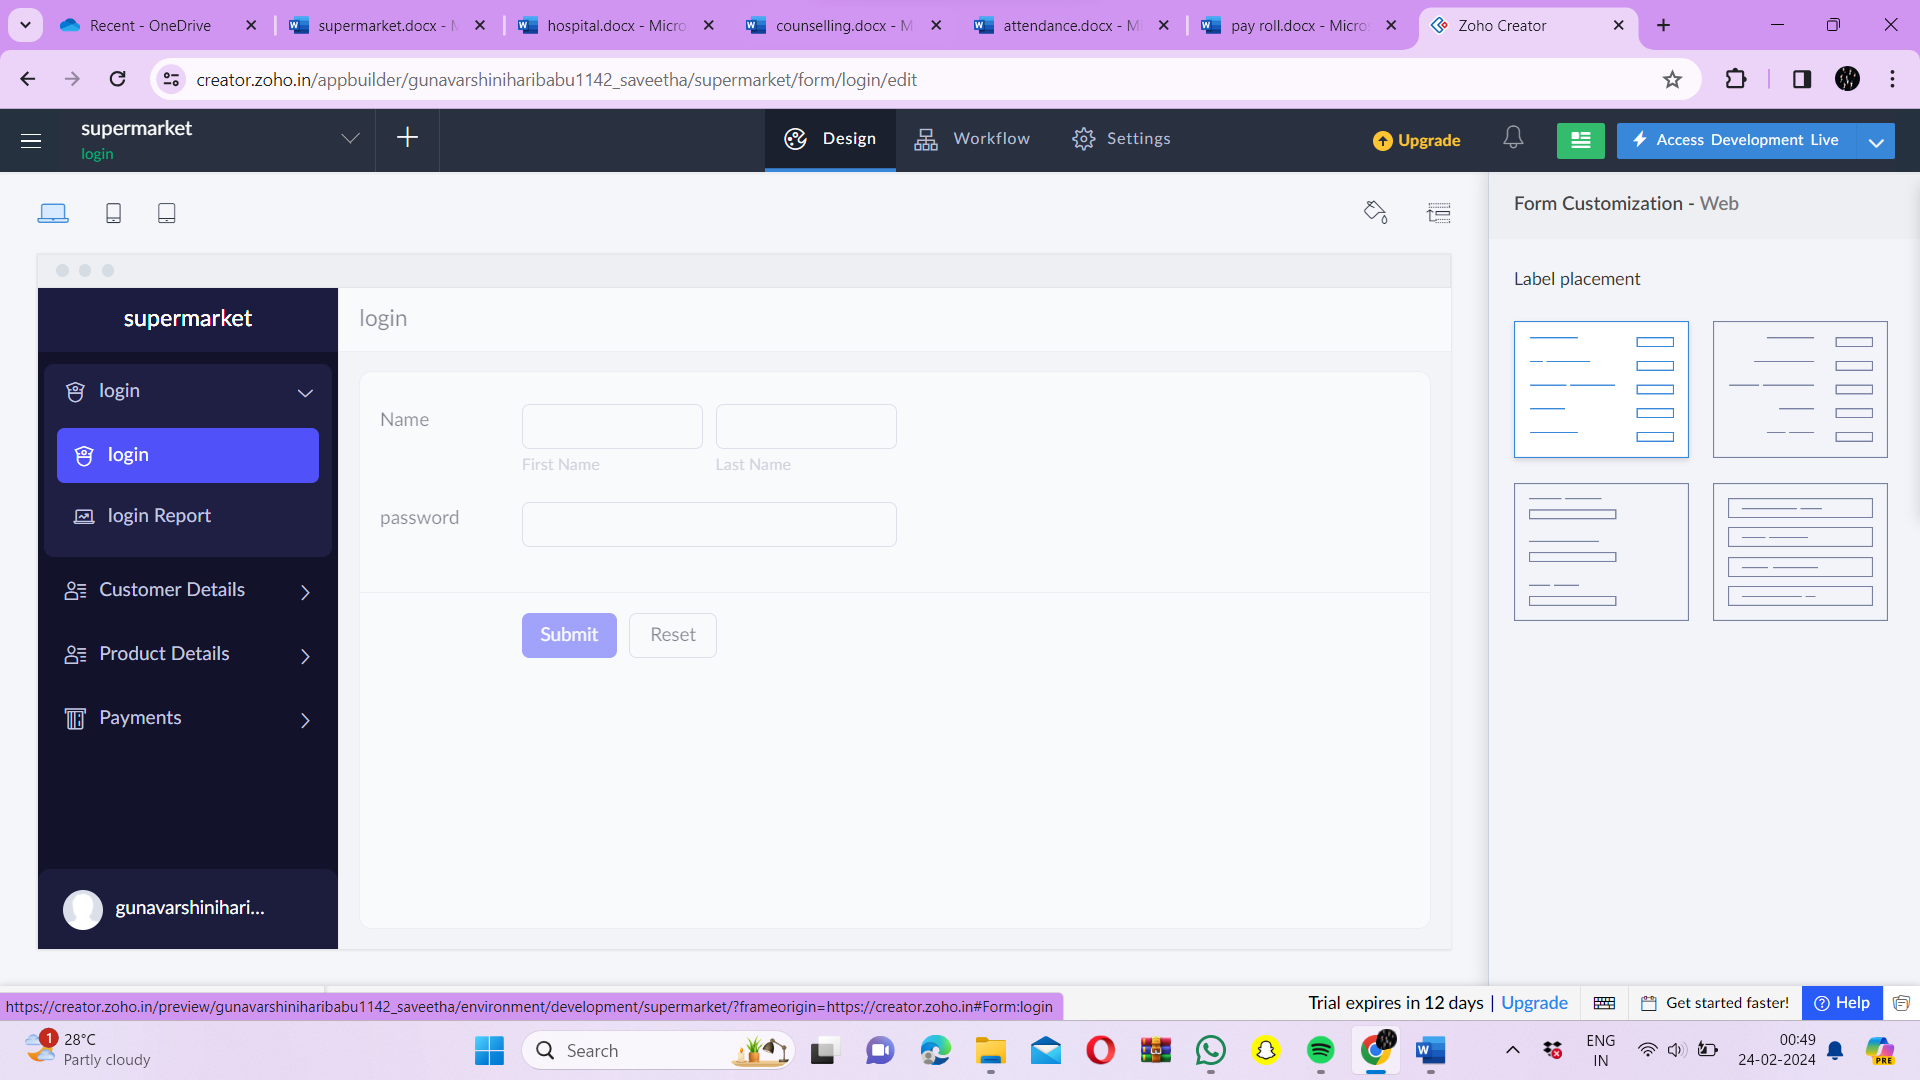 Recent - OneDrive
supermarket.docx - M
hospital.docx - Micro
counselling.docx - M
attendance.docx - Mi
pay roll.docx - Micros
Zoho Creator
creator.zoho.in/appbuilder/gunavarshiniharibabu1142_saveetha/supermarket/form/login/edit
supermarket
login
Design
Workflow
Settings
Upgrade
Access Development Live
Form Customization - Web
Label placement
supermarket
login
login
login
login Report
Customer Details
Product Details
Payments
gunavarshinihari...
Name
First Name
Last Name
password
Submit
Reset
https://creator.zoho.in/preview/gunavarshiniharibabu1142_saveetha/environment/development/supermarket/?frameorigin=https://creator.zoho.in#Form:login
Trial expires in 12 days | Upgrade
Get started faster!
Help
1
28°C
Partly cloudy
Search
ENG
IN
00:49
24-02-2024
PRE